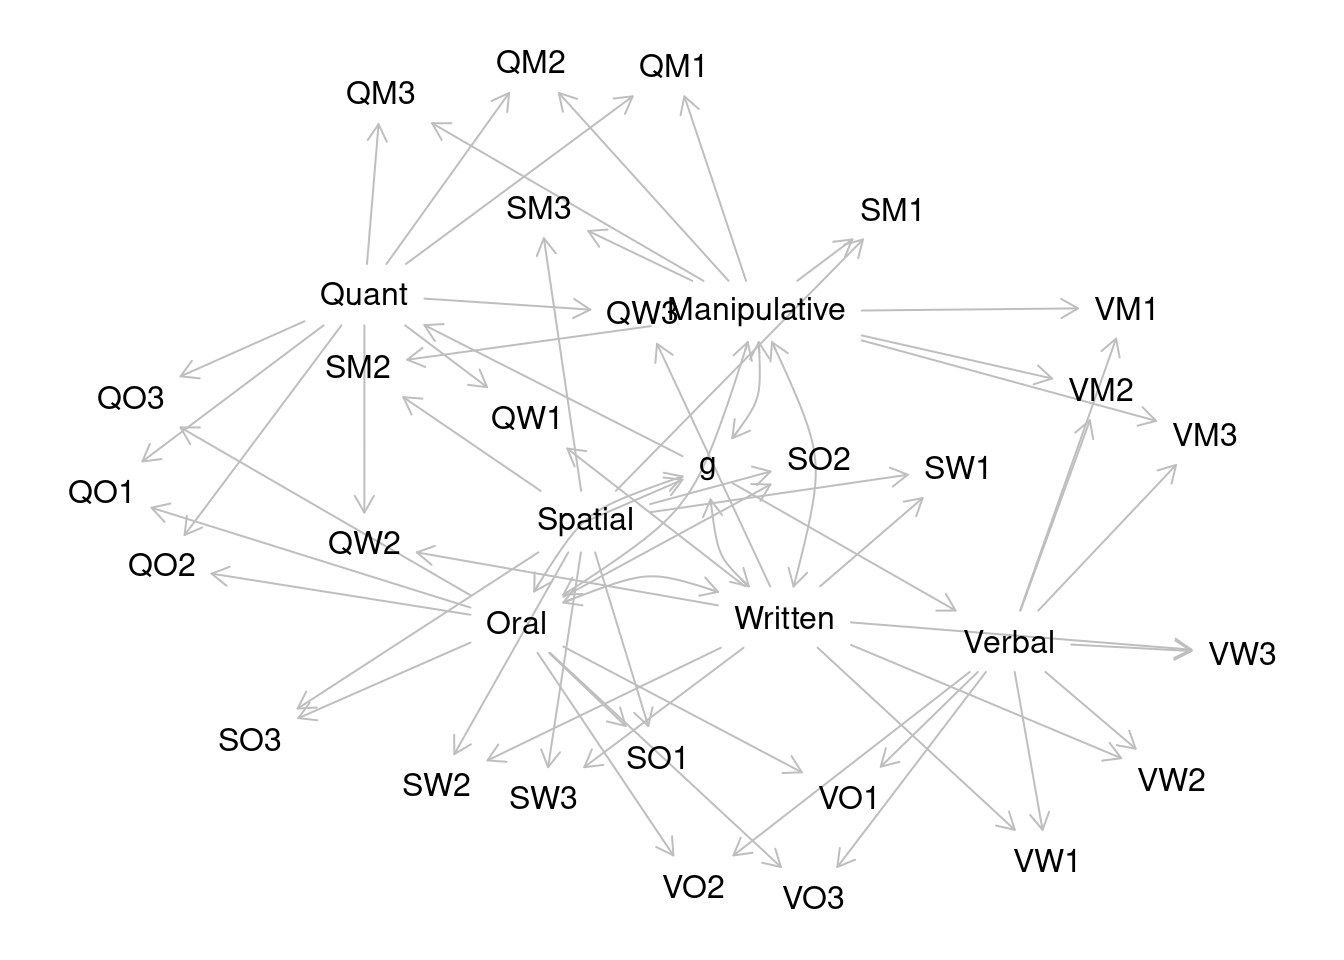 QM2
QM1
QM3
SM3
SM1
Quant
QW3
Manipulative
VM1
SM2
VM2
QO3
QW1
VM3
g
SO2
SW1
QO1
Spatial
QW2
QO2
Oral
Written
Verbal
VW3
SO3
SO1
SW2
SW3
VO1
VW2
VW1
VO2
VO3